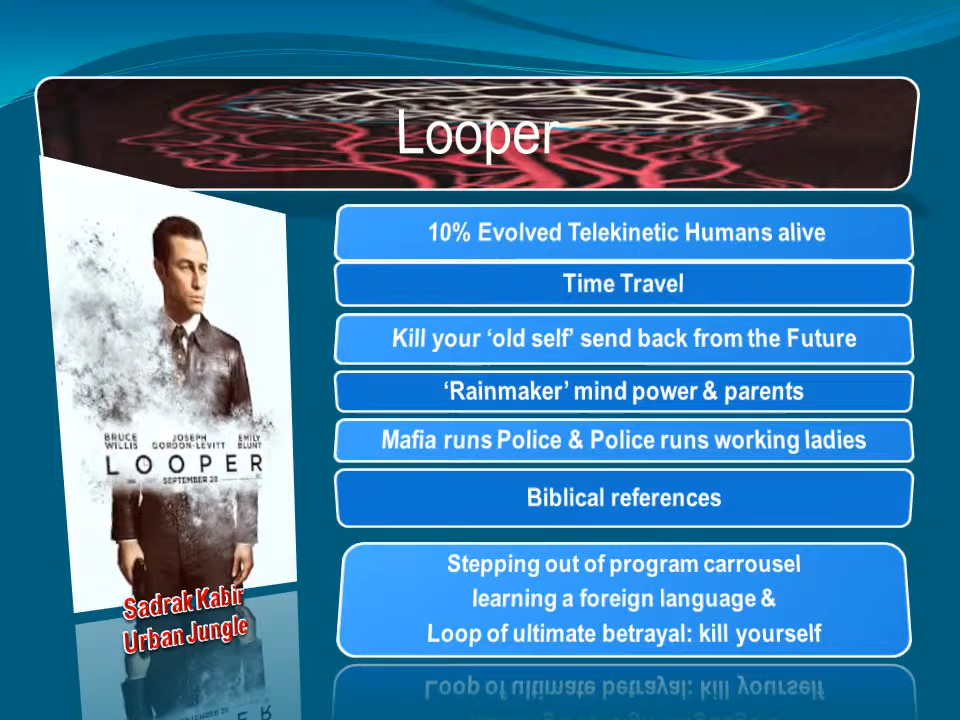 Looper
10% Evolved Telekinetic Humans alive
Time Travel
Kill your ‘old self’ send back from the Future
‘Rainmaker’ mind power & parents
Mafia runs Police & Police runs working ladies
Biblical references
Stepping out of program carrousel
learning a foreign language &
Loop of ultimate betrayal: kill yourself
BRUCE WILLIS JOSEPH GORDON-LEVITT EMILY BLUNT
LOOPER
SEPTEMBER 28
Sadrak Kabir
Urban Jungle